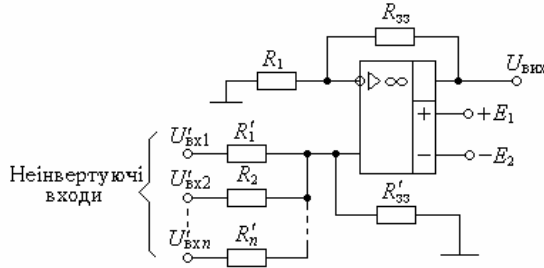 R₃₃
R₁
▷ ∞
Uвих
+ +E₁
− −E₂
U′вх1 R′₁
Неінвертуючі
входи
U′вх2 R₂
R′₃₃
U′вхn R′n